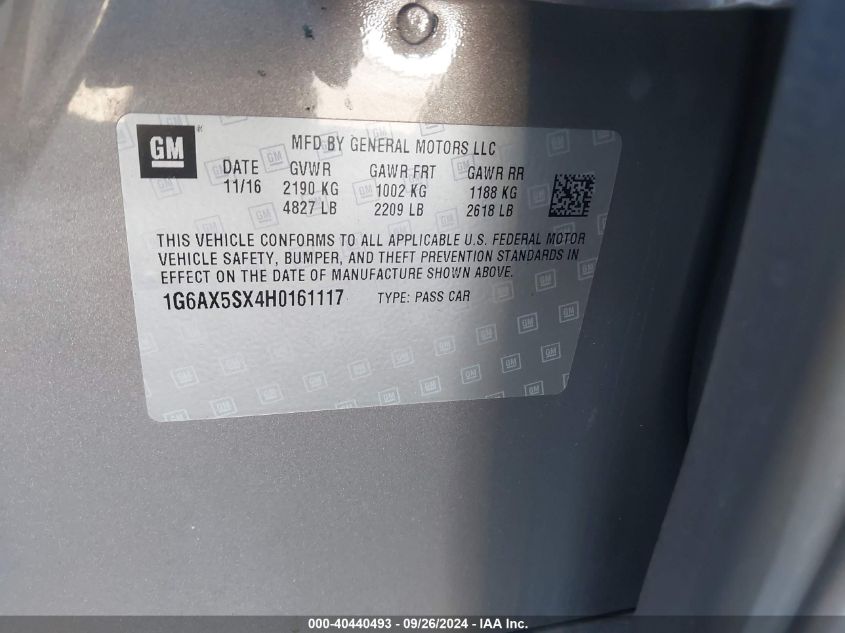 GM
MFD BY GENERAL MOTORS LLC
DATE GVWR GAWR FRT GAWR RR
11/16 2190 KG 1002 KG 1188 KG
4827 LB 2209 LB 2618 LB
THIS VEHICLE CONFORMS TO ALL APPLICABLE U.S. FEDERAL MOTOR
VEHICLE SAFETY, BUMPER, AND THEFT PREVENTION STANDARDS IN
EFFECT ON THE DATE OF MANUFACTURE SHOWN ABOVE.
1G6AX5SX4H0161117 TYPE: PASS CAR
000-40440493 - 09/26/2024 - IAA Inc.